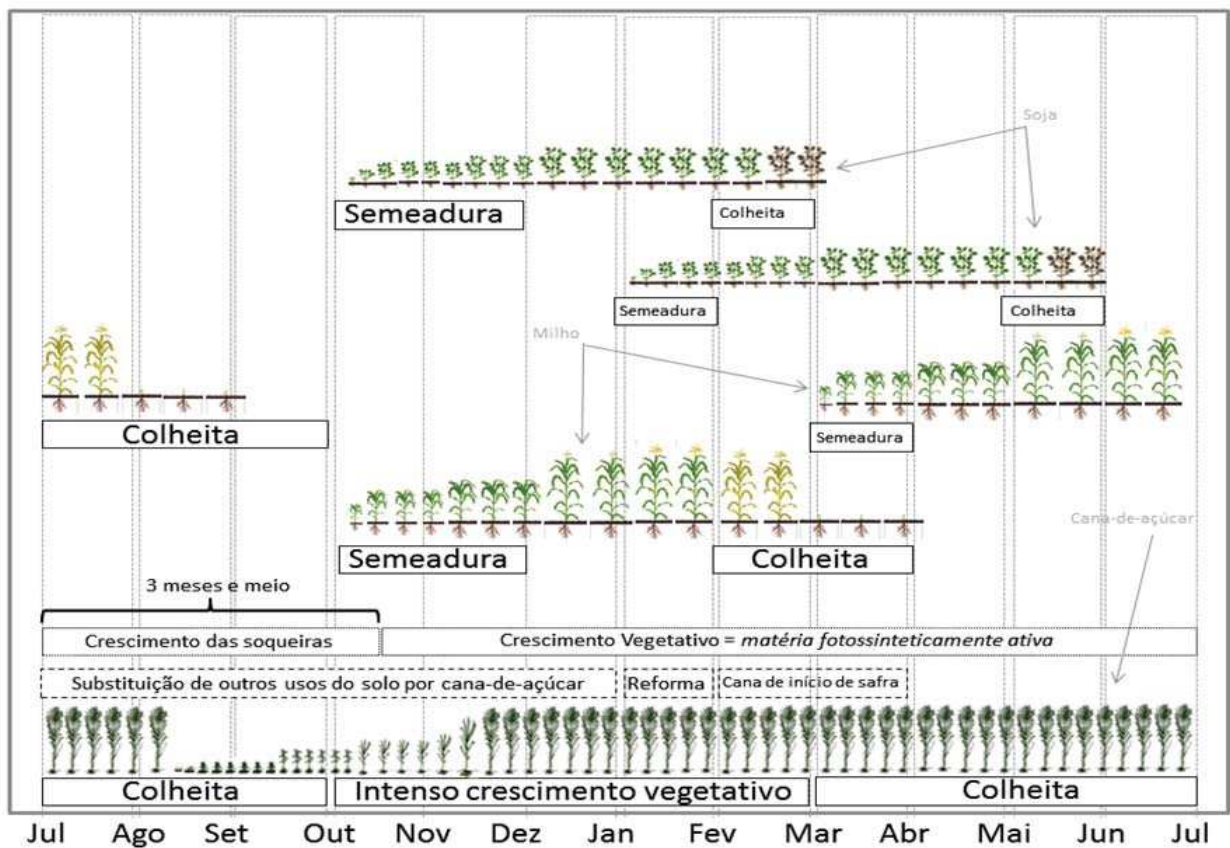 Soja
Semeadura
Colheita
Semeadura
Colheita
Milho
Colheita
Semeadura
Semeadura
Colheita
Cana-de-açúcar
3 meses e meio
Crescimento das soqueiras
Crescimento Vegetativo = matéria fotossinteticamente ativa
Substituição de outros usos do solo por cana-de-açúcar
Reforma
Cana de início de safra
Colheita
Intenso crescimento vegetativo
Colheita
Jul Ago Set Out Nov Dez Jan Fev Mar Abr Mai Jun Jul